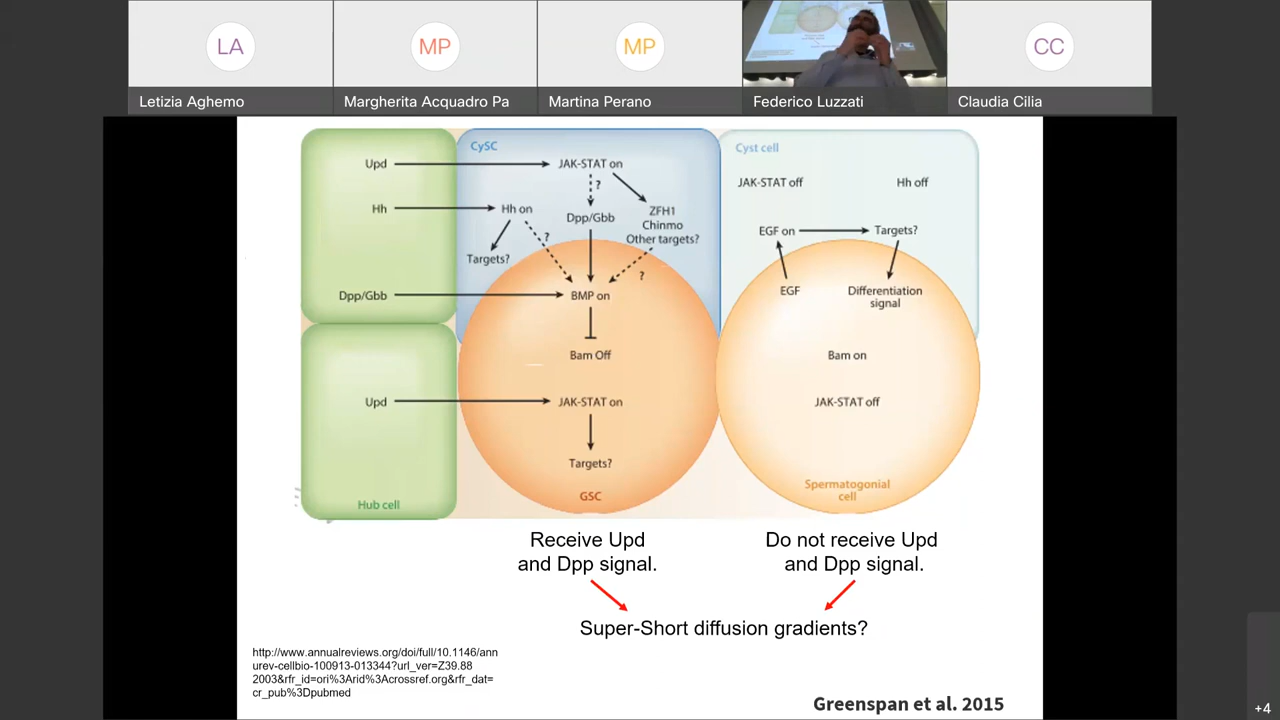 LA
MP
MP
CC
Letizia Aghemo
Margherita Acquadro Pa
Martina Perano
Federico Luzzati
Claudia Cilia
CySC
Cyst cell
Upd
JAK-STAT on
?
JAK-STAT off
Hh off
Hh
Hh on
Dpp/Gbb
ZFH1
Chinmo
Other targets?
?
Targets?
?
EGF on
Targets?
Dpp/Gbb
BMP on
EGF
Differentiation
signal
Bam Off
Bam on
Upd
JAK-STAT on
JAK-STAT off
Targets?
GSC
Hub cell
Spermatogonial
cell
Receive Upd
and Dpp signal.
Do not receive Upd
and Dpp signal.
Super-Short diffusion gradients?
http://www.annualreviews.org/doi/full/10.1146/ann
urev-cellbio-100913-013344?url_ver=Z39.88
2003&rfr_id=ori%3Arid%3Acrossref.org&rfr_dat=
cr_pub%3Dpubmed
Greenspan et al. 2015
+4